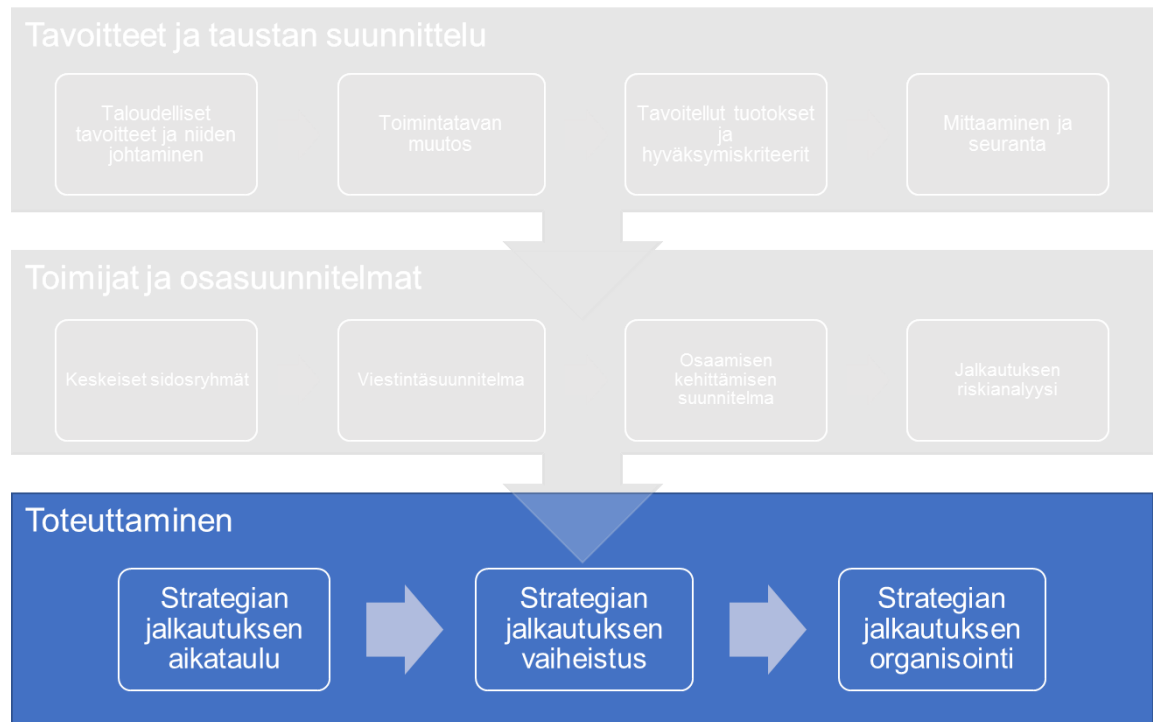 Tavoitteet ja taustan suunnittelu
Taloudelliset
tavoitteet ja niiden
johtaminen
Toimintatavan
muutos
Tavoitellut tuotokset
ja
hyväksymiskriteerit
Mittaaminen ja
seuranta
Toimijat ja osasuunnitelmat
Keskeiset sidosryhmät
Viestintäsuunnitelma
Osaamisen
kehittämisen
suunnitelma
Jalkautuksen
riskianalyysi
Toteuttaminen
Strategian
jalkautuksen
aikataulu
Strategian
jalkautuksen
vaiheistus
Strategian
jalkautuksen
organisointi